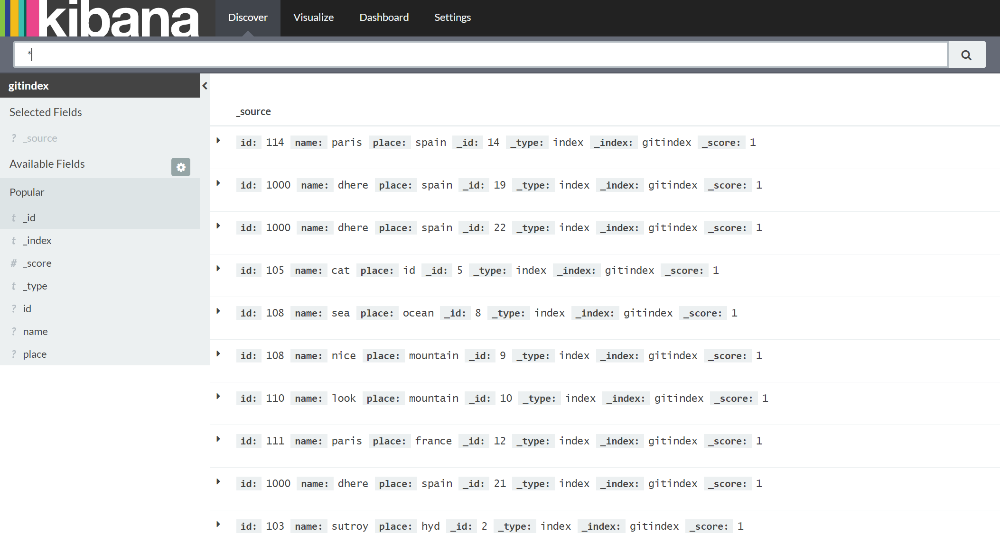 kibana Discover Visualize Dashboard Settings
*
gitindex
Selected Fields
? _source
Available Fields
Popular
t _id
t _index
# _score
t _type
? id
? name
? place
_source
id: 114 name: paris place: spain _id: 14 _type: index _index: gitindex _score: 1
id: 1000 name: dhere place: spain _id: 19 _type: index _index: gitindex _score: 1
id: 1000 name: dhere place: spain _id: 22 _type: index _index: gitindex _score: 1
id: 105 name: cat place: id _id: 5 _type: index _index: gitindex _score: 1
id: 108 name: sea place: ocean _id: 8 _type: index _index: gitindex _score: 1
id: 108 name: nice place: mountain _id: 9 _type: index _index: gitindex _score: 1
id: 110 name: look place: mountain _id: 10 _type: index _index: gitindex _score: 1
id: 111 name: paris place: france _id: 12 _type: index _index: gitindex _score: 1
id: 1000 name: dhere place: spain _id: 21 _type: index _index: gitindex _score: 1
id: 103 name: sutroy place: hyd _id: 2 _type: index _index: gitindex _score: 1